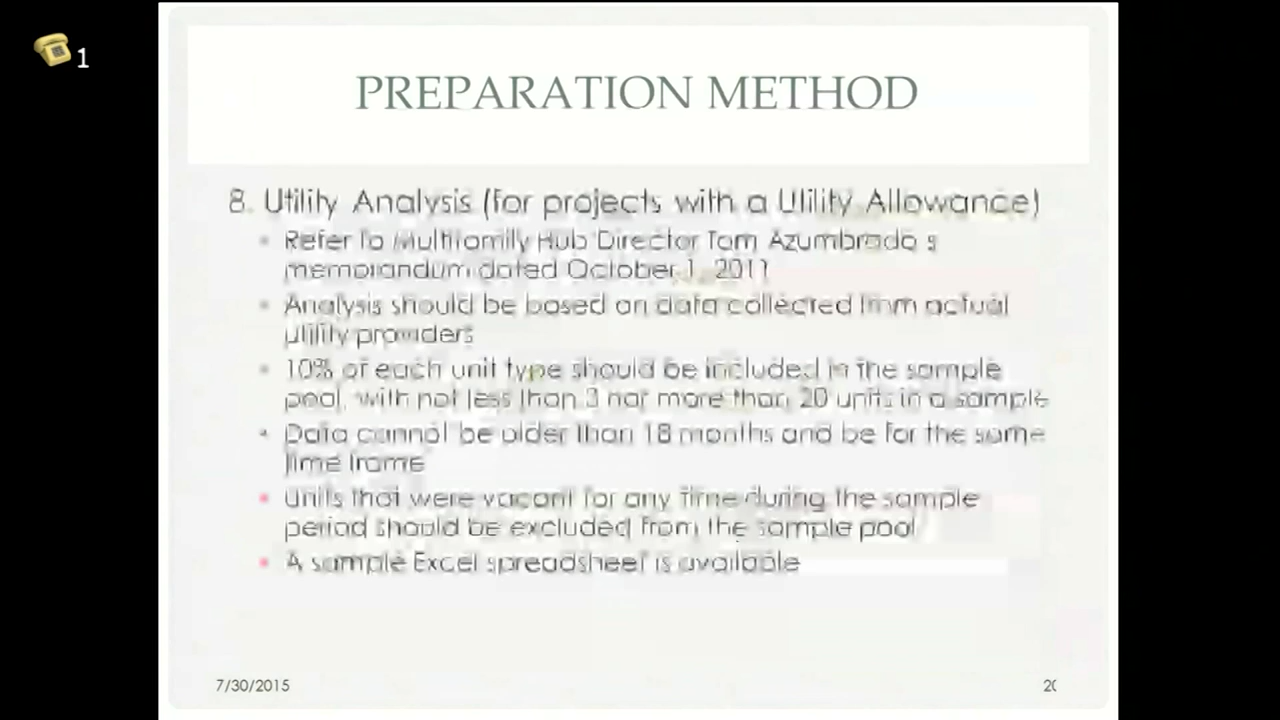 1
PREPARATION METHOD
8. Utility Analysis (for projects with a Utility Allowance)
Refer to Multifamily Hub Director Tom Azumbrado s
memorandum dated October 1, 2011
Analysis should be based on data collected from actual
utility providers
10% of each unit type should be included in the sample
pool, with not less than 3 not more than 20 units in a sample
Data cannot be older than 18 months and be for the same
time frame
Units that were vacant for any time during the sample
period should be excluded from the sample pool
A sample Excel spreadsheet is available
7/30/2015
20